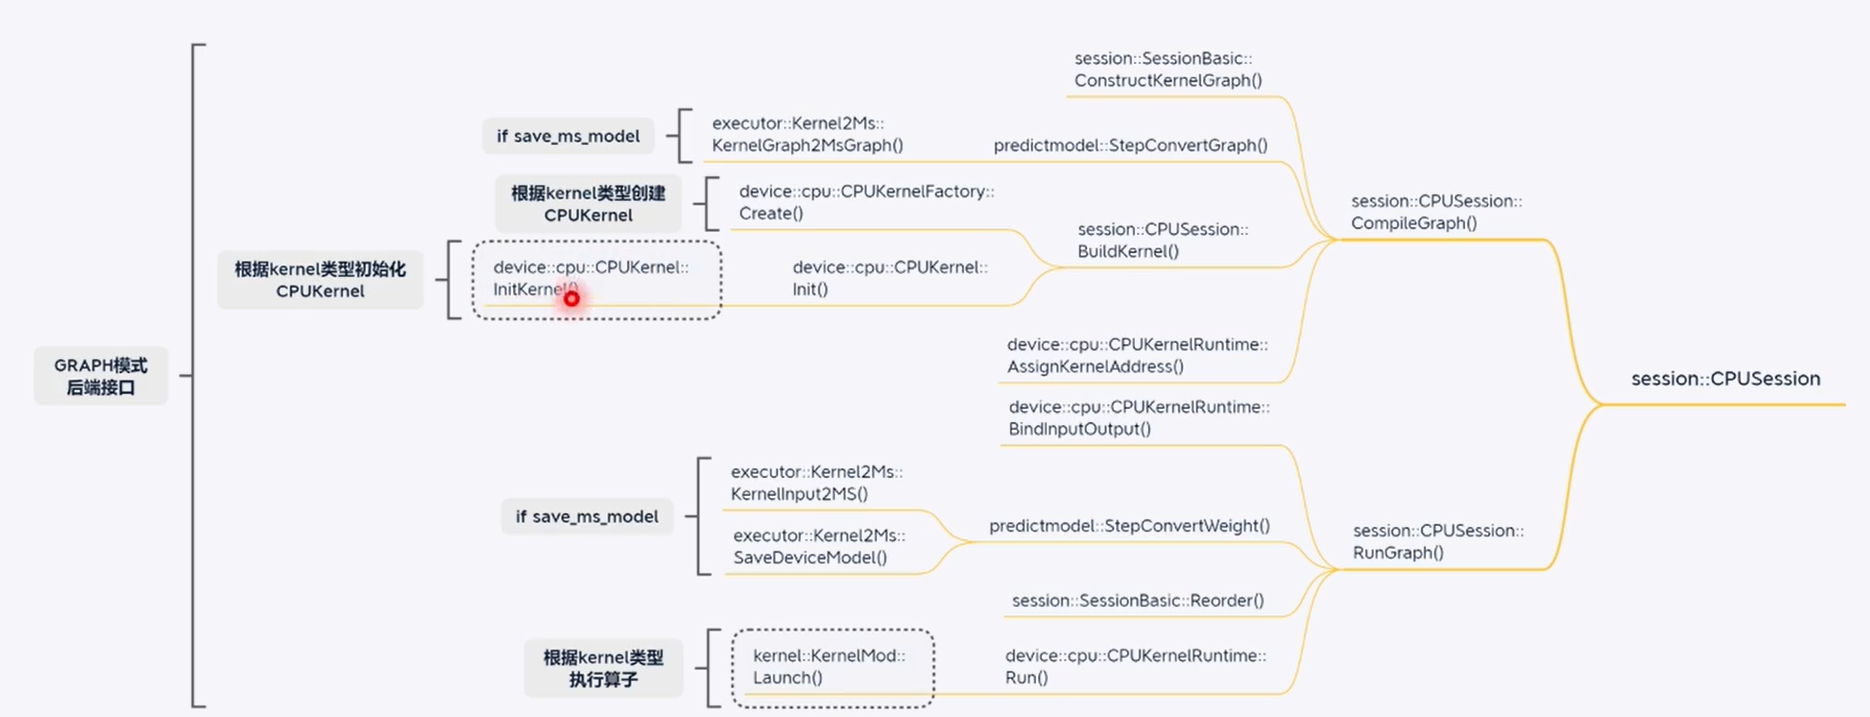 session::SessionBasic::
ConstructKernelGraph()
if save_ms_model
executor::Kernel2Ms::
KernelGraph2MsGraph()
predictmodel::StepConvertGraph()
根据kernel类型创建
CPUKernel
device::cpu::CPUKernelFactory::
Create()
session::CPUSession::
BuildKernel()
session::CPUSession::
CompileGraph()
根据kernel类型初始化
CPUKernel
device::cpu::CPUKernel::
InitKernel()
device::cpu::CPUKernel::
Init()
device::cpu::CPUKernelRuntime::
AssignKernelAddress()
GRAPH模式
后端接口
session::CPUSession
device::cpu::CPUKernelRuntime::
BindInputOutput()
if save_ms_model
executor::Kernel2Ms::
KernelInput2MS()
executor::Kernel2Ms::
SaveDeviceModel()
predictmodel::StepConvertWeight()
session::CPUSession::
RunGraph()
session::SessionBasic::Reorder()
根据kernel类型
执行算子
kernel::KernelMod::
Launch()
device::cpu::CPUKernelRuntime::
Run()